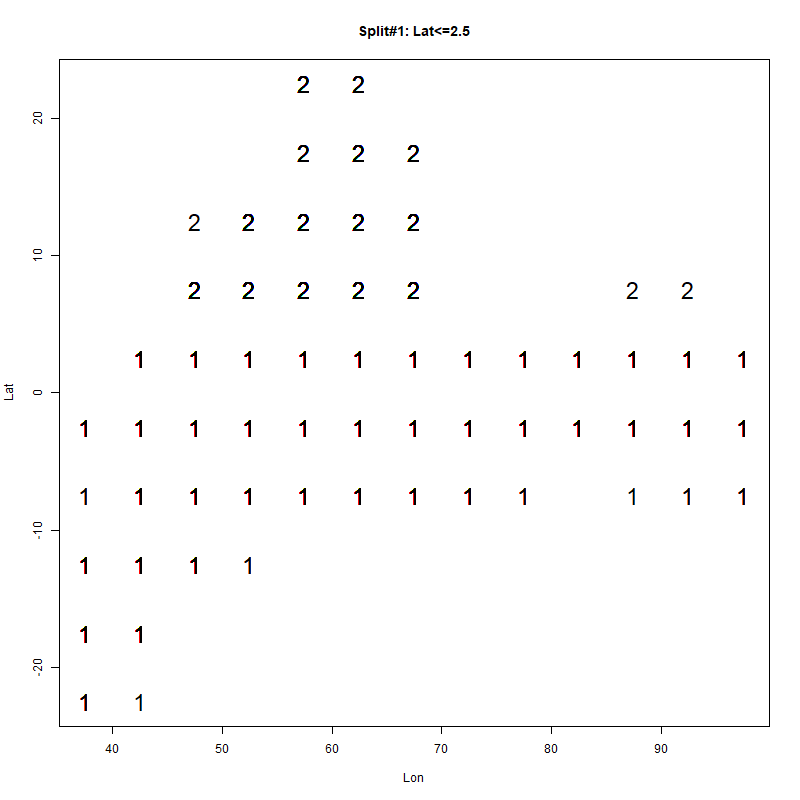 Split#1: Lat<=2.5
20
2 2
2 2 2
2 2 2 2 2
10
2 2 2 2 2 2 2
1 1 1 1 1 1 1 1 1 1 1 1
0
Lat
1 1 1 1 1 1 1 1 1 1 1 1 1
1 1 1 1 1 1 1 1 1 1 1 1
-10
1 1 1 1
1 1
-20
1 1
40 50 60 70 80 90
Lon